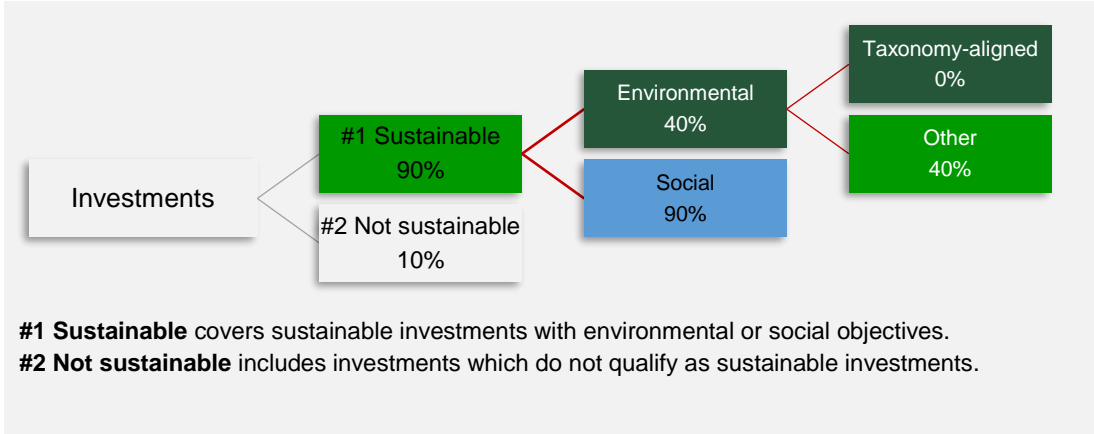 Investments
#1 Sustainable
90%
#2 Not sustainable
10%
Environmental
40%
Social
90%
Taxonomy-aligned
0%
Other
40%
#1 Sustainable covers sustainable investments with environmental or social objectives.
#2 Not sustainable includes investments which do not qualify as sustainable investments.